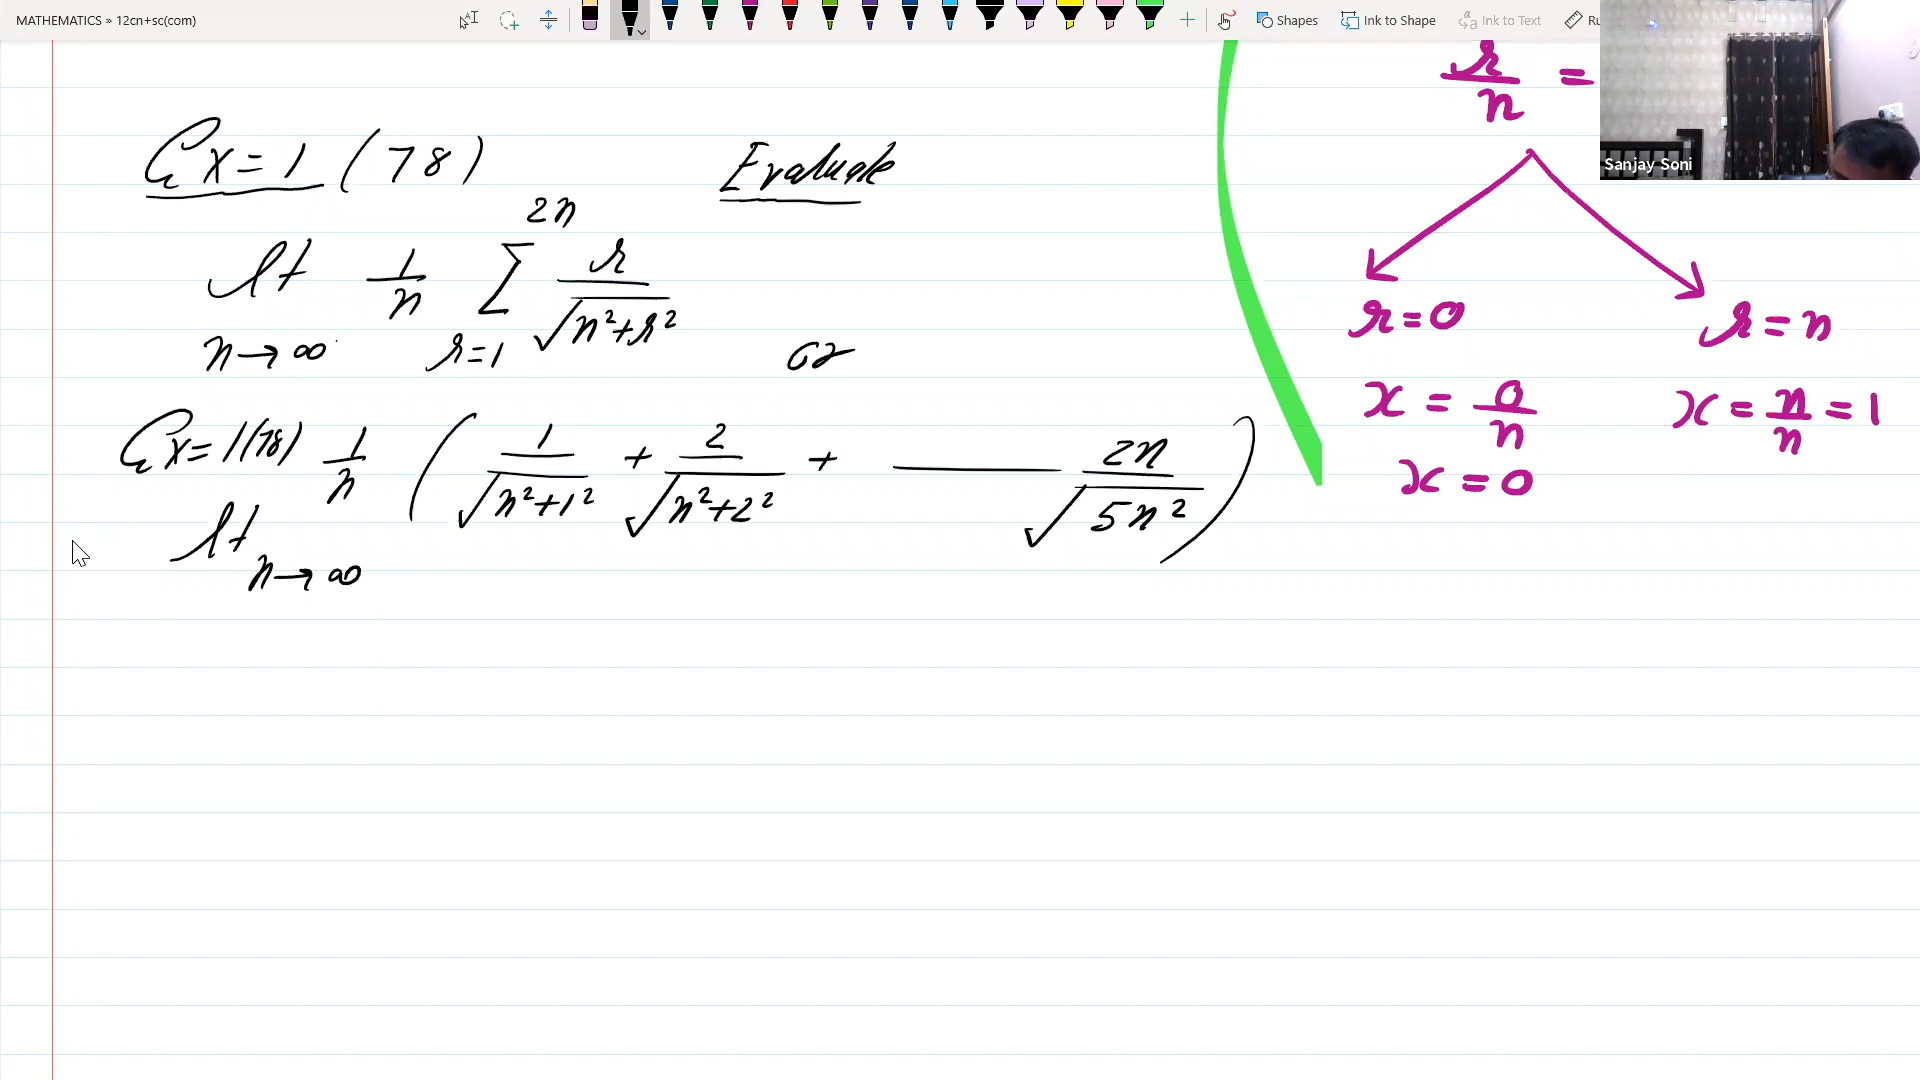 MATHEMATICS » 12cn+sc(com)
Shapes
Ink to Shape
Ink to Text
Ru
Sanjay Soni
Ex=1 (78) Evaluate
lt n→∞ 1/n ∑ r=1 2n r/√(n²+r²) or
Ex=1(78) lt n→∞ 1/n ( 1/√(n²+1²) + 2/√(n²+2²) + ______ 2n/√(5n²) )
r/n =
r=0 r=n
x = 0/n x = n/n = 1
x = 0